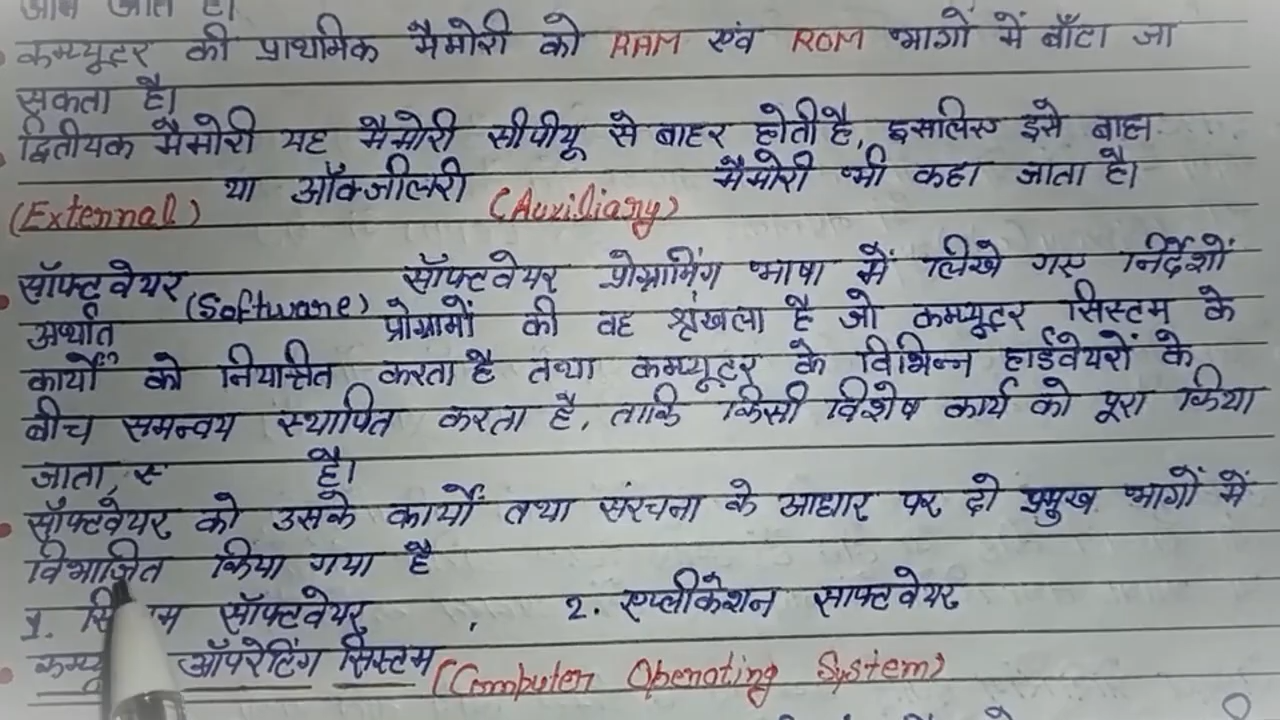 कम्प्यूटर की प्राथमिक मैमोरी को RAM एंव ROM भागों में बाँटा जा
सकता है।
द्वितीयक मैमोरी यह मैमोरी सीपीयू से बाहर होती है, इसलिए इसे बाह्य
(External) या ऑक्जीलरी (Auxiliary) मैमोरी भी कहा जाता है।
सॉफ्टवेयर (Software) सॉफ्टवेयर प्रोग्रामिंग भाषा में लिखे गए निर्देशों
अर्थात प्रोग्रामों की वह श्रृंखला है जो कम्प्यूटर सिस्टम के
कार्यों को नियंत्रित करता है तथा कम्प्यूटर के विभिन्न हार्डवेयरों के
बीच समन्वय स्थापित करता है, ताकि किसी विशेष कार्य को पूरा किया
जाता है।
सॉफ्टवेयर को उसके कार्यों तथा संरचना के आधार पर दो प्रमुख भागों में
विभाजित किया गया है
1. सॉफ्टवेयर, 2. एप्लीकेशन साफ्टवेयर
ऑपरेटिंग सिस्टम (Computer Operating System)